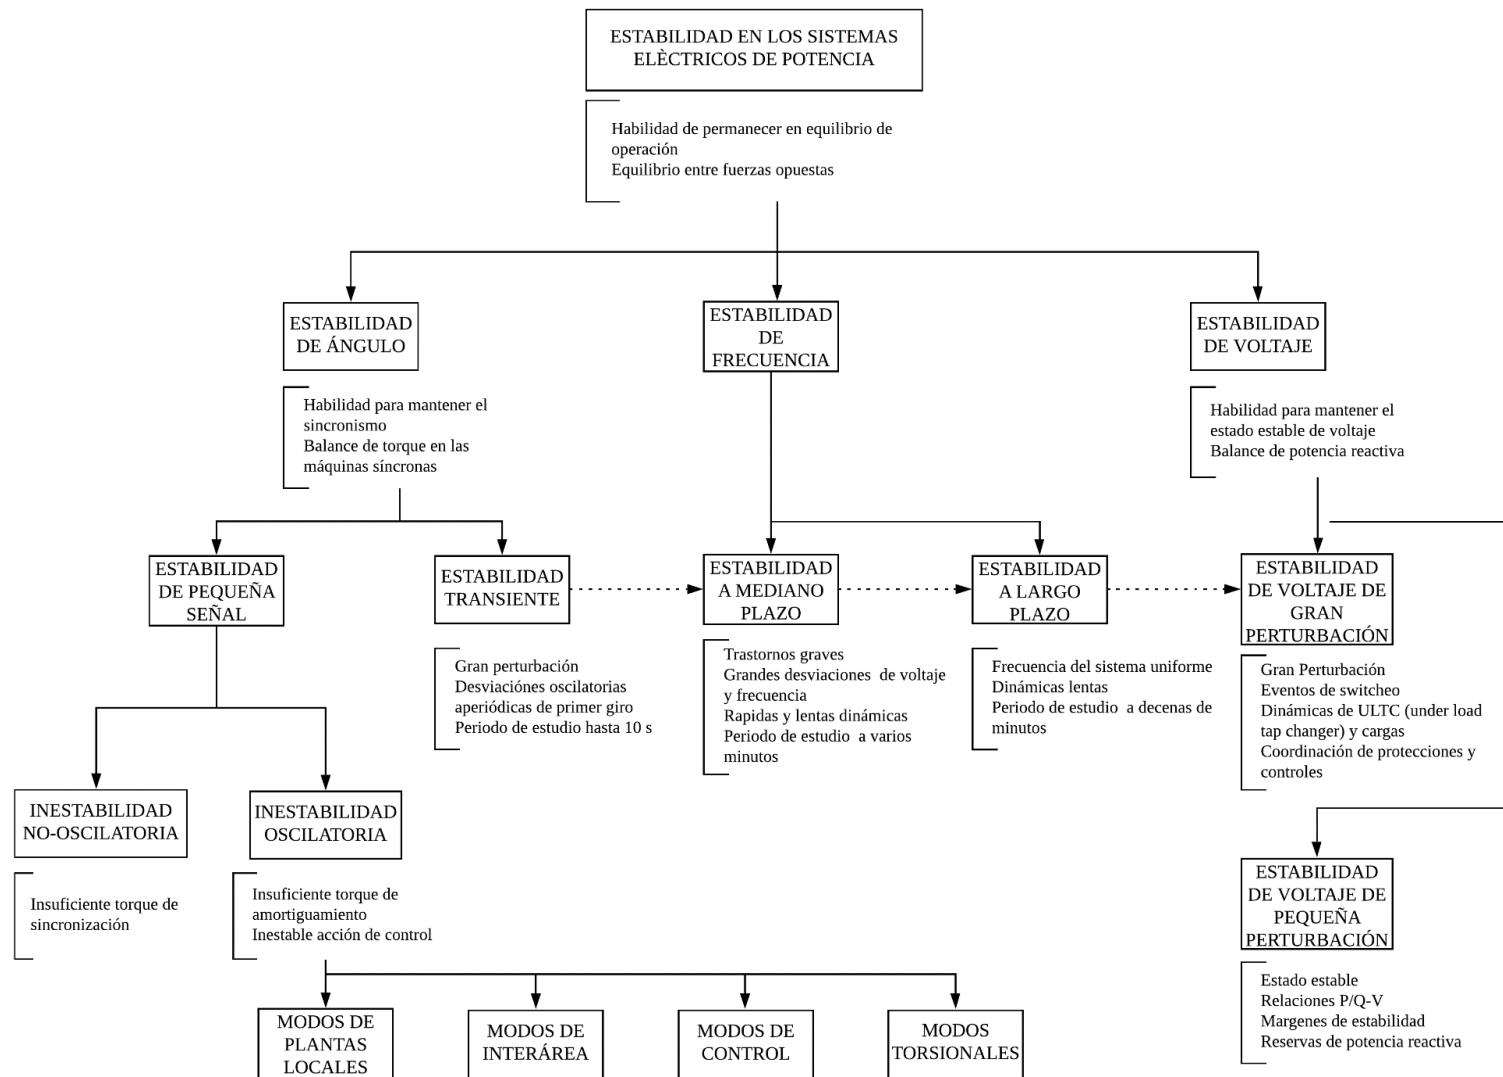 ESTABILIDAD EN LOS SISTEMAS
ELÈCTRICOS DE POTENCIA
Habilidad de permanecer en equilibrio de
operación
Equilibrio entre fuerzas opuestas
ESTABILIDAD
DE ÁNGULO
ESTABILIDAD
DE
FRECUENCIA
ESTABILIDAD
DE VOLTAJE
Habilidad para mantener el
sincronismo
Balance de torque en las
máquinas síncronas
Habilidad para mantener el
estado estable de voltaje
Balance de potencia reactiva
ESTABILIDAD
DE PEQUEÑA
SEÑAL
ESTABILIDAD
TRANSIENTE
ESTABILIDAD
A MEDIANO
PLAZO
ESTABILIDAD
A LARGO
PLAZO
ESTABILIDAD
DE VOLTAJE DE
GRAN
PERTURBACIÓN
Gran perturbación
Desviaciónes oscilatorias
aperiódicas de primer giro
Periodo de estudio hasta 10 s
Trastornos graves
Grandes desviaciones de voltaje
y frecuencia
Rapidas y lentas dinámicas
Periodo de estudio a varios
minutos
Frecuencia del sistema uniforme
Dinámicas lentas
Periodo de estudio a decenas de
minutos
Gran Perturbación
Eventos de switcheo
Dinámicas de ULTC (under load
tap changer) y cargas
Coordinación de protecciones y
controles
INESTABILIDAD
NO-OSCILATORIA
INESTABILIDAD
OSCILATORIA
Insuficiente torque de
sincronización
Insuficiente torque de
amortiguamiento
Inestable acción de control
ESTABILIDAD
DE VOLTAJE DE
PEQUEÑA
PERTURBACIÓN
Estado estable
Relaciones P/Q-V
Margenes de estabilidad
Reservas de potencia reactiva
MODOS DE
PLANTAS
LOCALES
MODOS DE
INTERÁREA
MODOS DE
CONTROL
MODOS
TORSIONALES